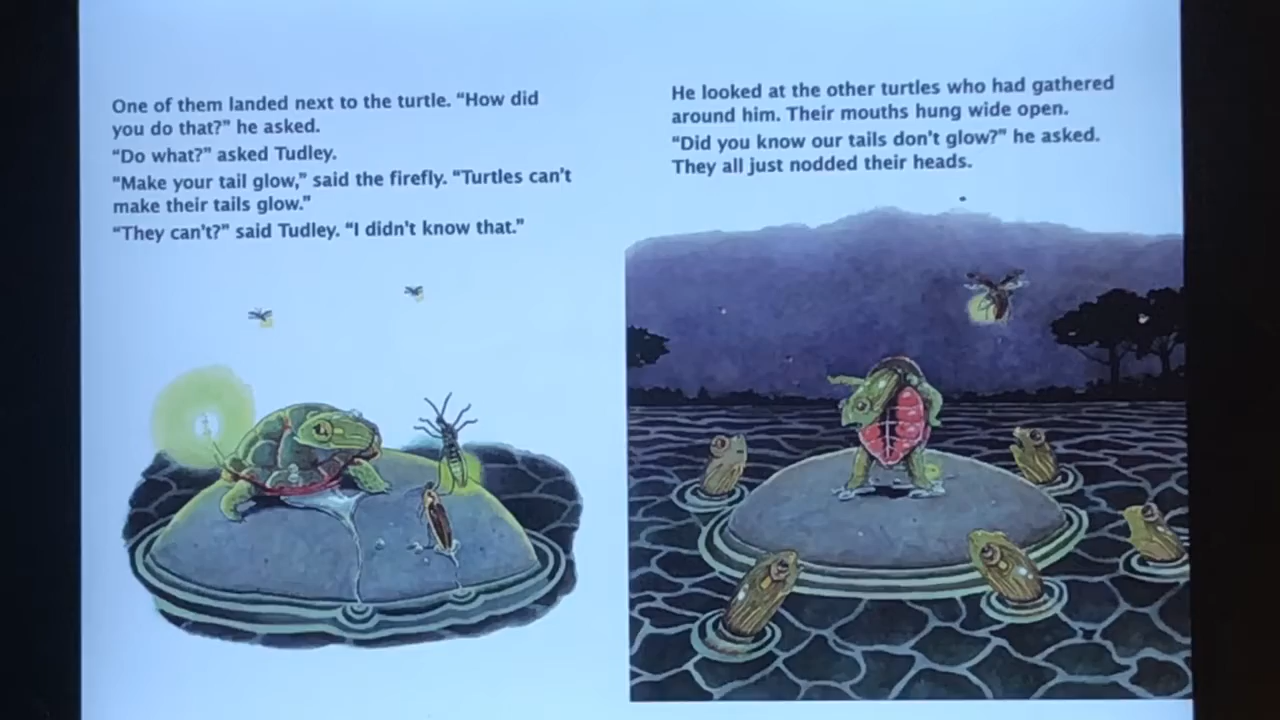 One of them landed next to the turtle. “How did
you do that?” he asked.
“Do what?” asked Tudley.
“Make your tail glow,” said the firefly. “Turtles can't
make their tails glow.”
“They can't?” said Tudley. “I didn't know that.”
He looked at the other turtles who had gathered
around him. Their mouths hung wide open.
“Did you know our tails don't glow?” he asked.
They all just nodded their heads.